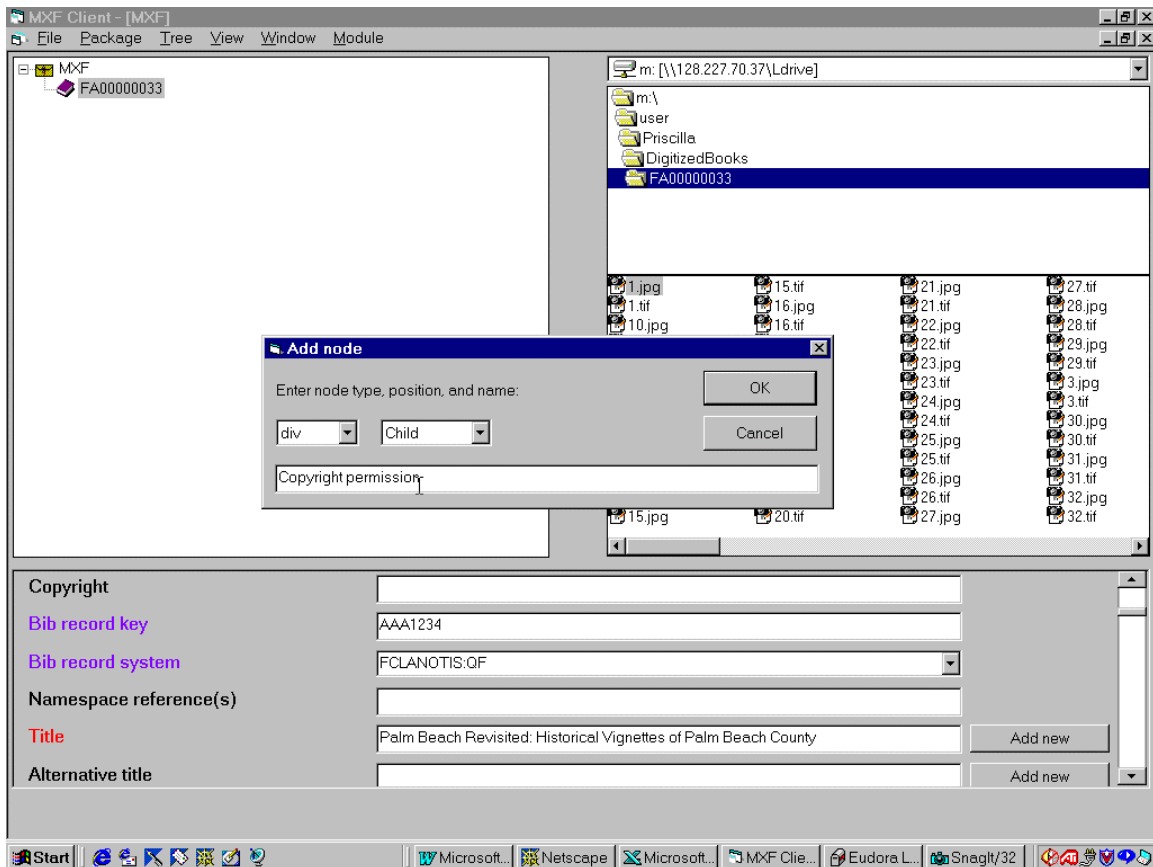 MXF Client - [MXF]
File Package Tree View Window Module
MXF
FA00000033
m: [\\128.227.70.37\Ldrive]
m:\
user
Priscilla
DigitizedBooks
FA00000033
1.jpg 15.tif 21.jpg 27.tif
1.tif 16.jpg 21.tif 28.jpg
10.jpg 16.tif 22.jpg 28.tif
22.tif 29.jpg
23.jpg 29.tif
23.tif 3.jpg
24.jpg 3.tif
24.tif 30.jpg
25.jpg 30.tif
25.tif 31.jpg
26.jpg 31.tif
26.tif 32.jpg
15.jpg 20.tif 27.jpg 32.tif
Add node
Enter node type, position, and name:
OK
div Child
Cancel
Copyright permission
Copyright
Bib record key AAA1234
Bib record system FCLANOTIS:QF
Namespace reference(s)
Title Palm Beach Revisited: Historical Vignettes of Palm Beach County Add new
Alternative title Add new
Start Microsoft... Netscape Microsoft... MXF Clie... Eudora L... SnagIt/32